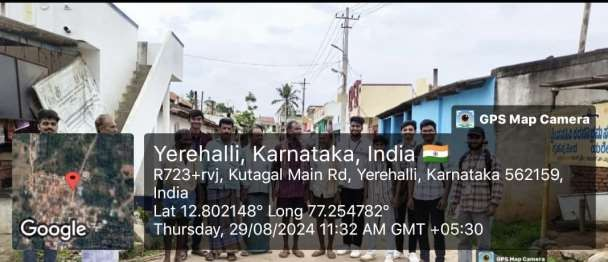 GPS Map Camera
Yerehalli, Karnataka, India
R723+rvj, Kutagal Main Rd, Yerehalli, Karnataka 562159,
India
Lat 12.802148° Long 77.254782°
Thursday, 29/08/2024 11:32 AM GMT +05:30
Google
GPS Map Camera